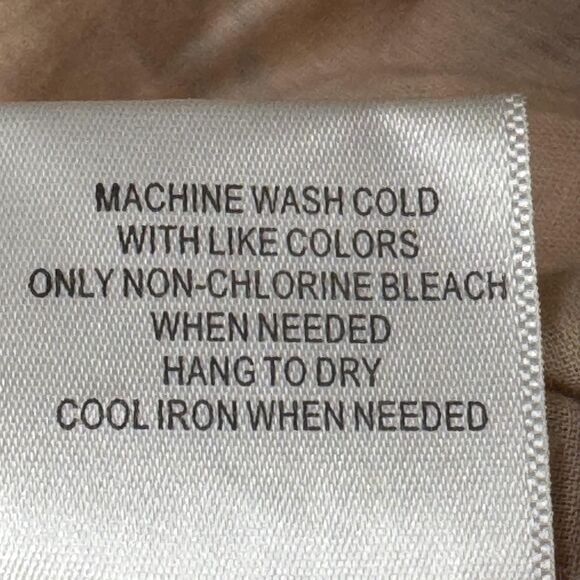 MACHINE WASH COLD
WITH LIKE COLORS
ONLY NON-CHLORINE BLEACH
WHEN NEEDED
HANG TO DRY
COOL IRON WHEN NEEDED